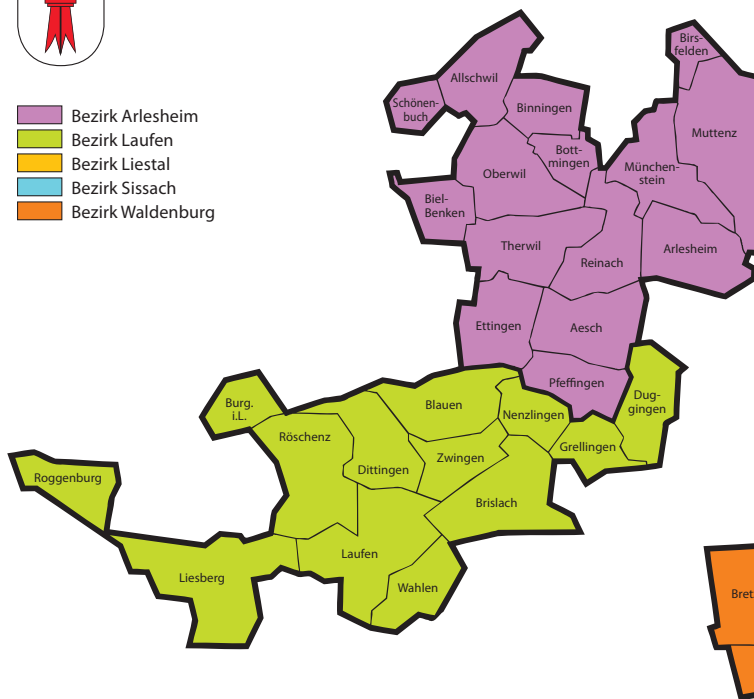 Bezirk Arlesheim
Bezirk Laufen
Bezirk Liestal
Bezirk Sissach
Bezirk Waldenburg
Birs-
felden
Allschwil
Schönen-
buch
Binningen
Muttenz
Bott-
mingen
München-
stein
Oberwil
Biel-
Benken
Therwil
Reinach
Arlesheim
Ettingen
Aesch
Pfeffingen
Dug-
gingen
Burg.
i.L.
Blauen
Nenzlingen
Röschenz
Grellingen
Zwingen
Dittingen
Roggenburg
Brislach
Laufen
Liesberg
Wahlen
Bret